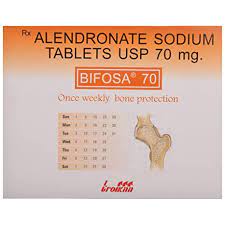 Rx ALENDRONATE SODIUM
TABLETS USP 70 mg.
BIFOSA® 70
Once weekly bone protection
Sun
Mon
Tue
Wed
Thu
Fri
Sat